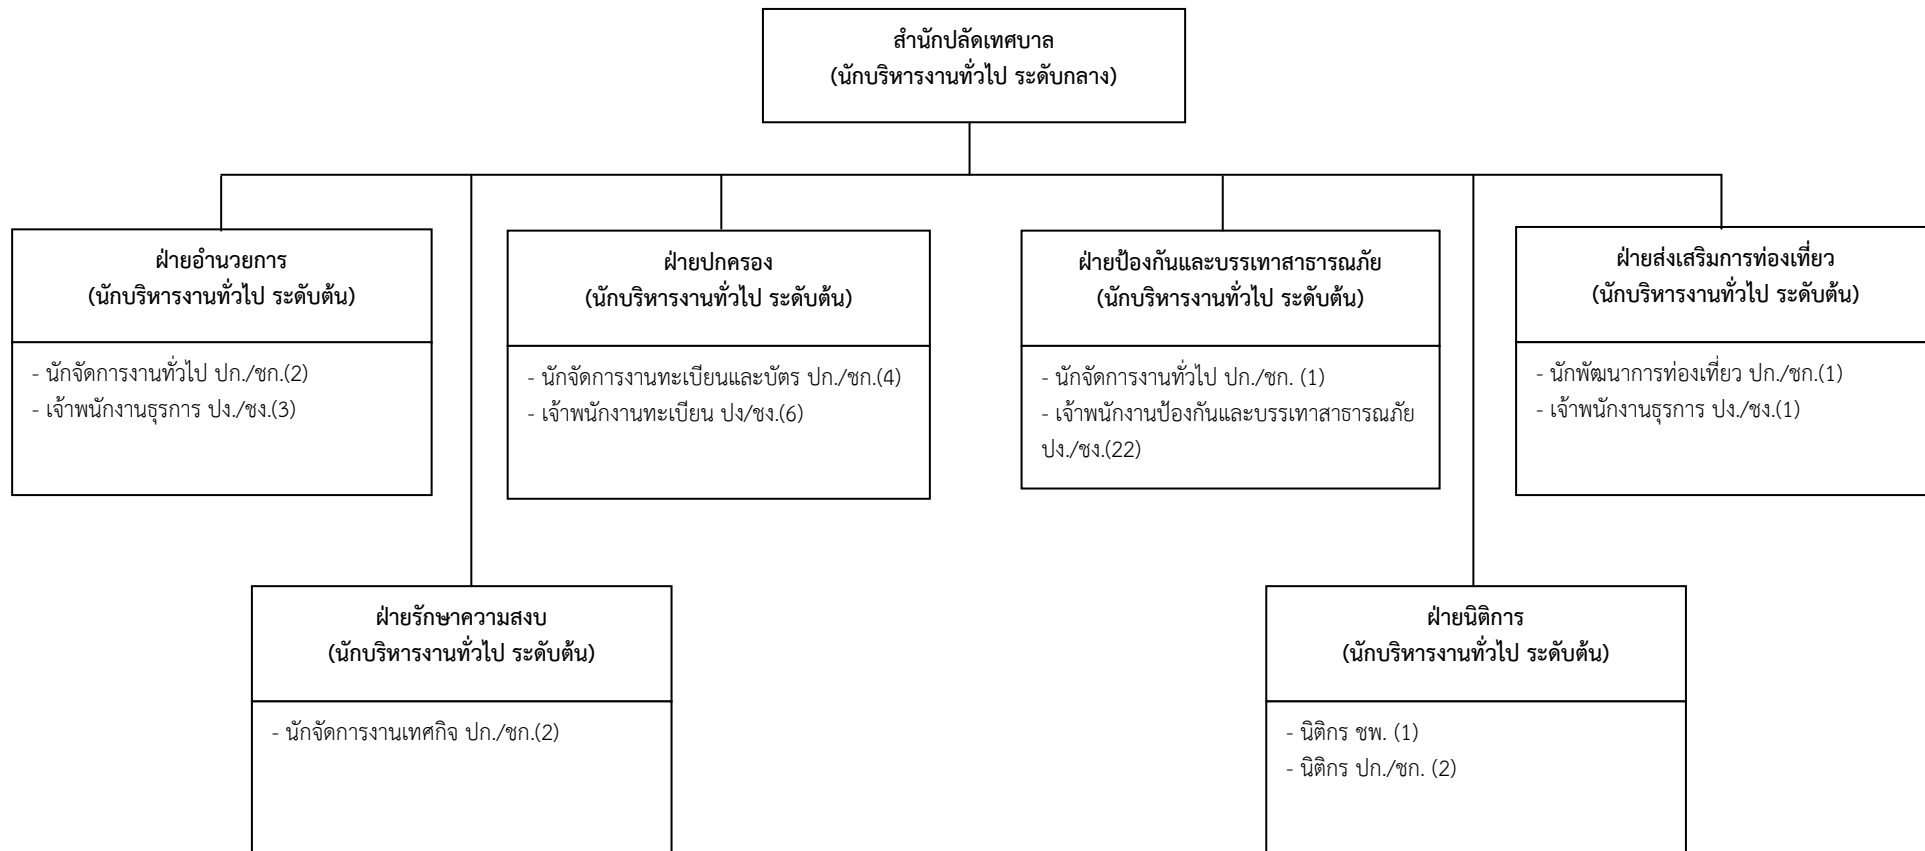 สำนักปลัดเทศบาล
(นักบริหารงานทั่วไป ระดับกลาง)
ฝ่ายอำนวยการ
(นักบริหารงานทั่วไป ระดับต้น)
- นักจัดการงานทั่วไป ปก./ชก.(2)
- เจ้าพนักงานธุรการ ปง./ชง.(3)
ฝ่ายปกครอง
(นักบริหารงานทั่วไป ระดับต้น)
- นักจัดการงานทะเบียนและบัตร ปก./ชก.(4)
- เจ้าพนักงานทะเบียน ปง/ชง.(6)
ฝ่ายป้องกันและบรรเทาสาธารณภัย
(นักบริหารงานทั่วไป ระดับต้น)
- นักจัดการงานทั่วไป ปก./ชก. (1)
- เจ้าพนักงานป้องกันและบรรเทาสาธารณภัย
ปง./ชง.(22)
ฝ่ายส่งเสริมการท่องเที่ยว
(นักบริหารงานทั่วไป ระดับต้น)
- นักพัฒนาการท่องเที่ยว ปก./ชก.(1)
- เจ้าพนักงานธุรการ ปง./ชง.(1)
ฝ่ายรักษาความสงบ
(นักบริหารงานทั่วไป ระดับต้น)
- นักจัดการงานเทศกิจ ปก./ชก.(2)
ฝ่ายนิติการ
(นักบริหารงานทั่วไป ระดับต้น)
- นิติกร ชพ. (1)
- นิติกร ปก./ชก. (2)